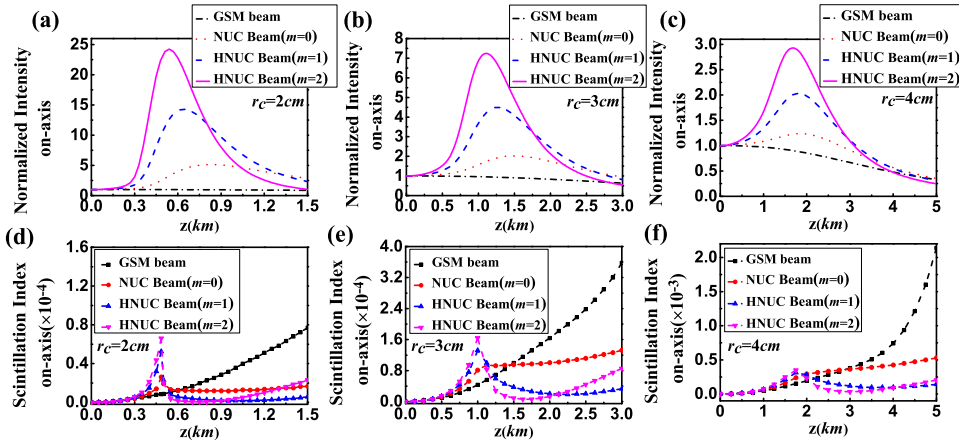 (a)
GSM beam
NUC Beam(m=0)
HNUC Beam(m=1)
HNUC Beam(m=2)
r_c=2cm
Normalized Intensity
on-axis
25
20
15
10
5
0
0.0 0.3 0.6 0.9 1.2 1.5
z(km)
(b)
GSM beam
NUC Beam(m=0)
HNUC Beam(m=1)
HNUC Beam(m=2)
r_c=3cm
Normalized Intensity
on-axis
8
7
6
5
4
3
2
1
0
0.0 0.5 1.0 1.5 2.0 2.5 3.0
z(km)
(c)
GSM beam
NUC Beam(m=0)
HNUC Beam(m=1)
HNUC Beam(m=2)
r_c=4cm
Normalized Intensity
on-axis
3.0
2.5
2.0
1.5
1.0
0.5
0.0
0 1 2 3 4 5
z(km)
(d)
GSM beam
NUC Beam(m=0)
HNUC Beam(m=1)
HNUC Beam(m=2)
r_c=2cm
Scintillation Index
on-axis(×10⁻⁴)
1.6
1.2
0.8
0.4
0.0
0.0 0.3 0.6 0.9 1.2 1.5
z(km)
(e)
GSM beam
NUC Beam(m=0)
HNUC Beam(m=1)
HNUC Beam(m=2)
r_c=3cm
Scintillation Index
on-axis(×10⁻⁴)
4.0
3.2
2.4
1.6
0.8
0.0
0.0 0.5 1.0 1.5 2.0 2.5 3.0
z(km)
(f)
GSM beam
NUC Beam(m=0)
HNUC Beam(m=1)
HNUC Beam(m=2)
r_c=4cm
Scintillation Index
on-axis(×10⁻³)
2.0
1.5
1.0
0.5
0.0
0 1 2 3 4 5
z(km)